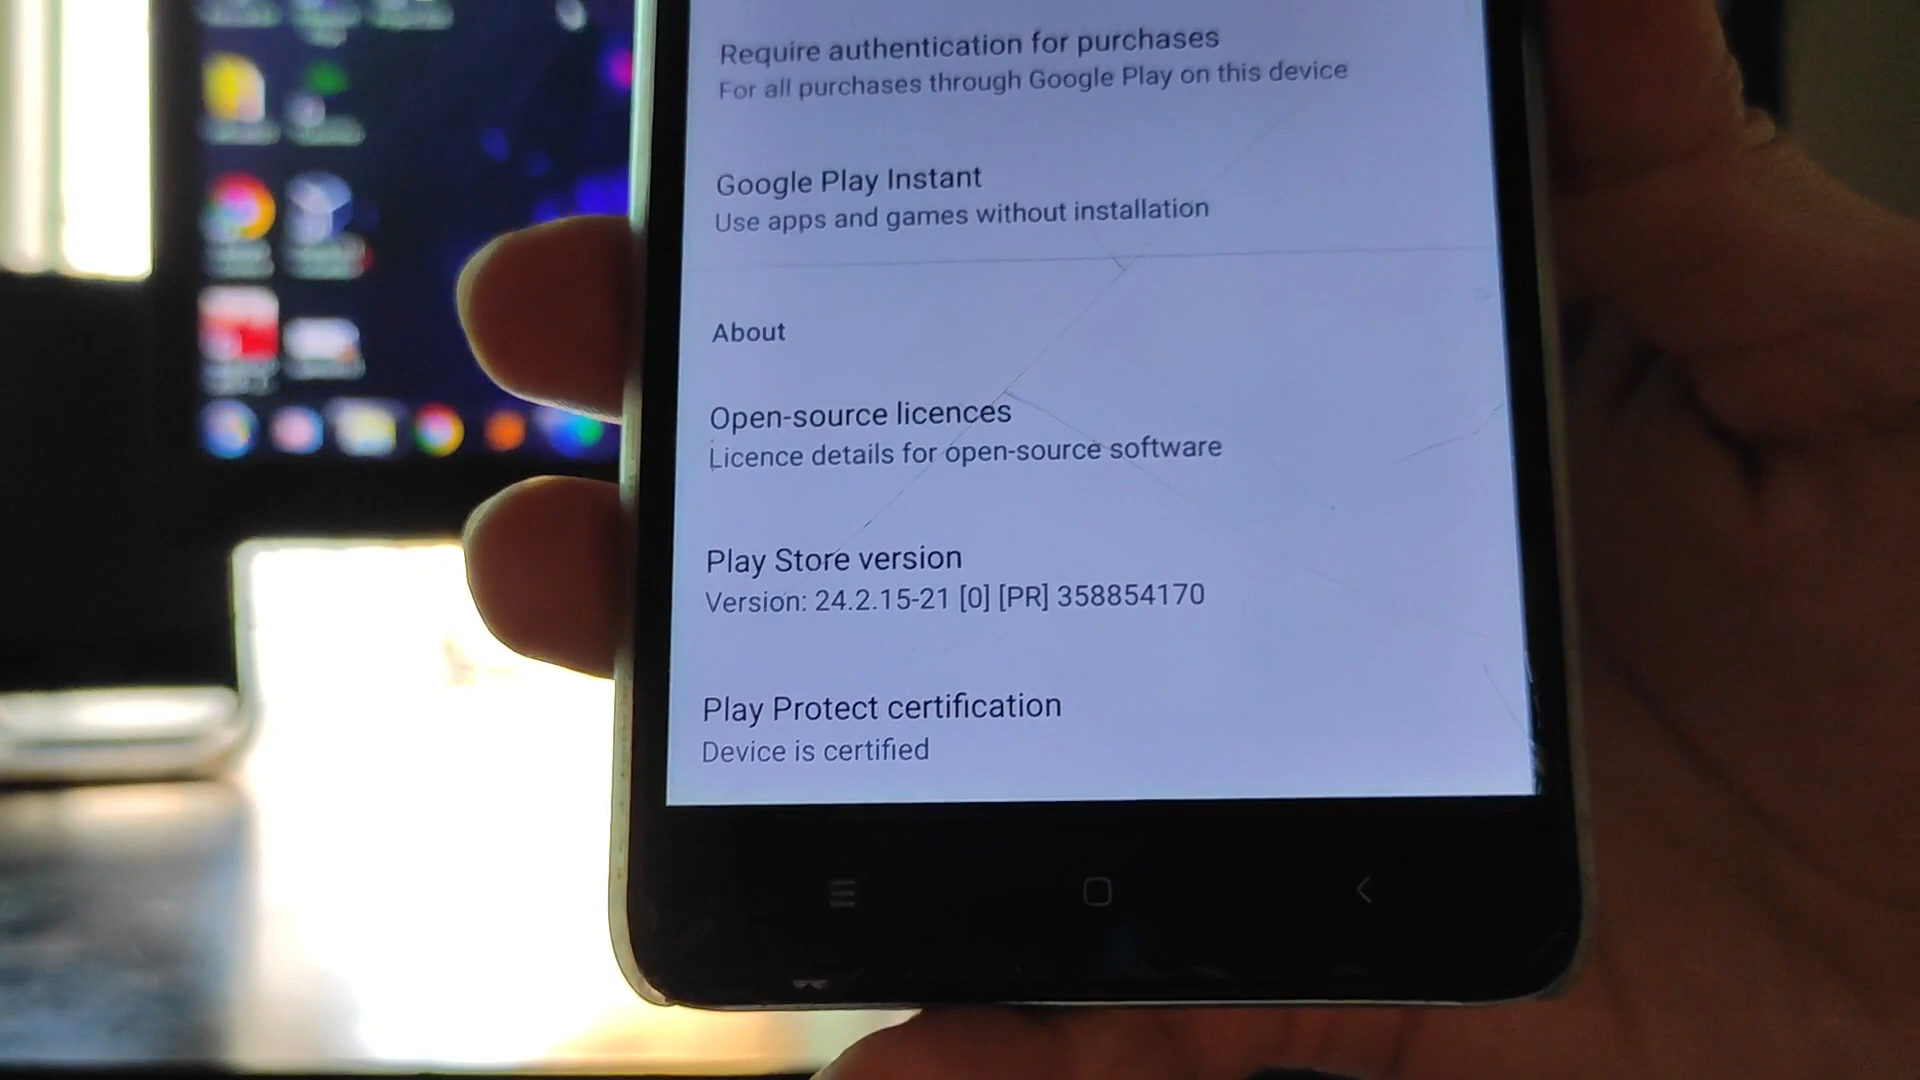 Require authentication for purchases
For all purchases through Google Play on this device
Google Play Instant
Use apps and games without installation
About
Open-source licences
Licence details for open-source software
Play Store version
Version: 24.2.15-21 [0] [PR] 358854170
Play Protect certification
Device is certified